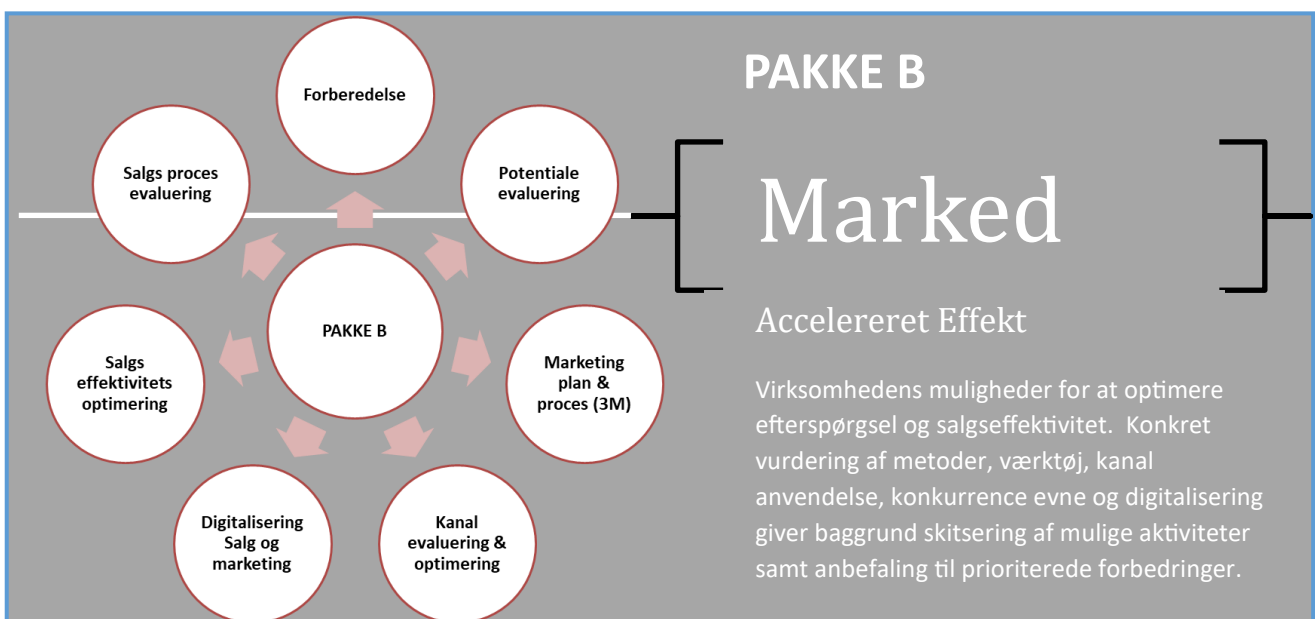 Forberedelse
Potentiale
evaluering
Marketing
plan &
proces (3M)
Kanal
evaluering &
optimering
Digitalisering
Salg og
marketing
Salgs
effektivitets
optimering
Salgs proces
evaluering
PAKKE B
PAKKE B
Marked
Accelereret Effekt
Virksomhedens muligheder for at optimere
efterspørgsel og salgseffektivitet.  Konkret
vurdering af metoder, værktøj, kanal
anvendelse, konkurrence evne og digitalisering
giver baggrund skitsering af mulige aktiviteter
samt anbefaling til prioriterede forbedringer.